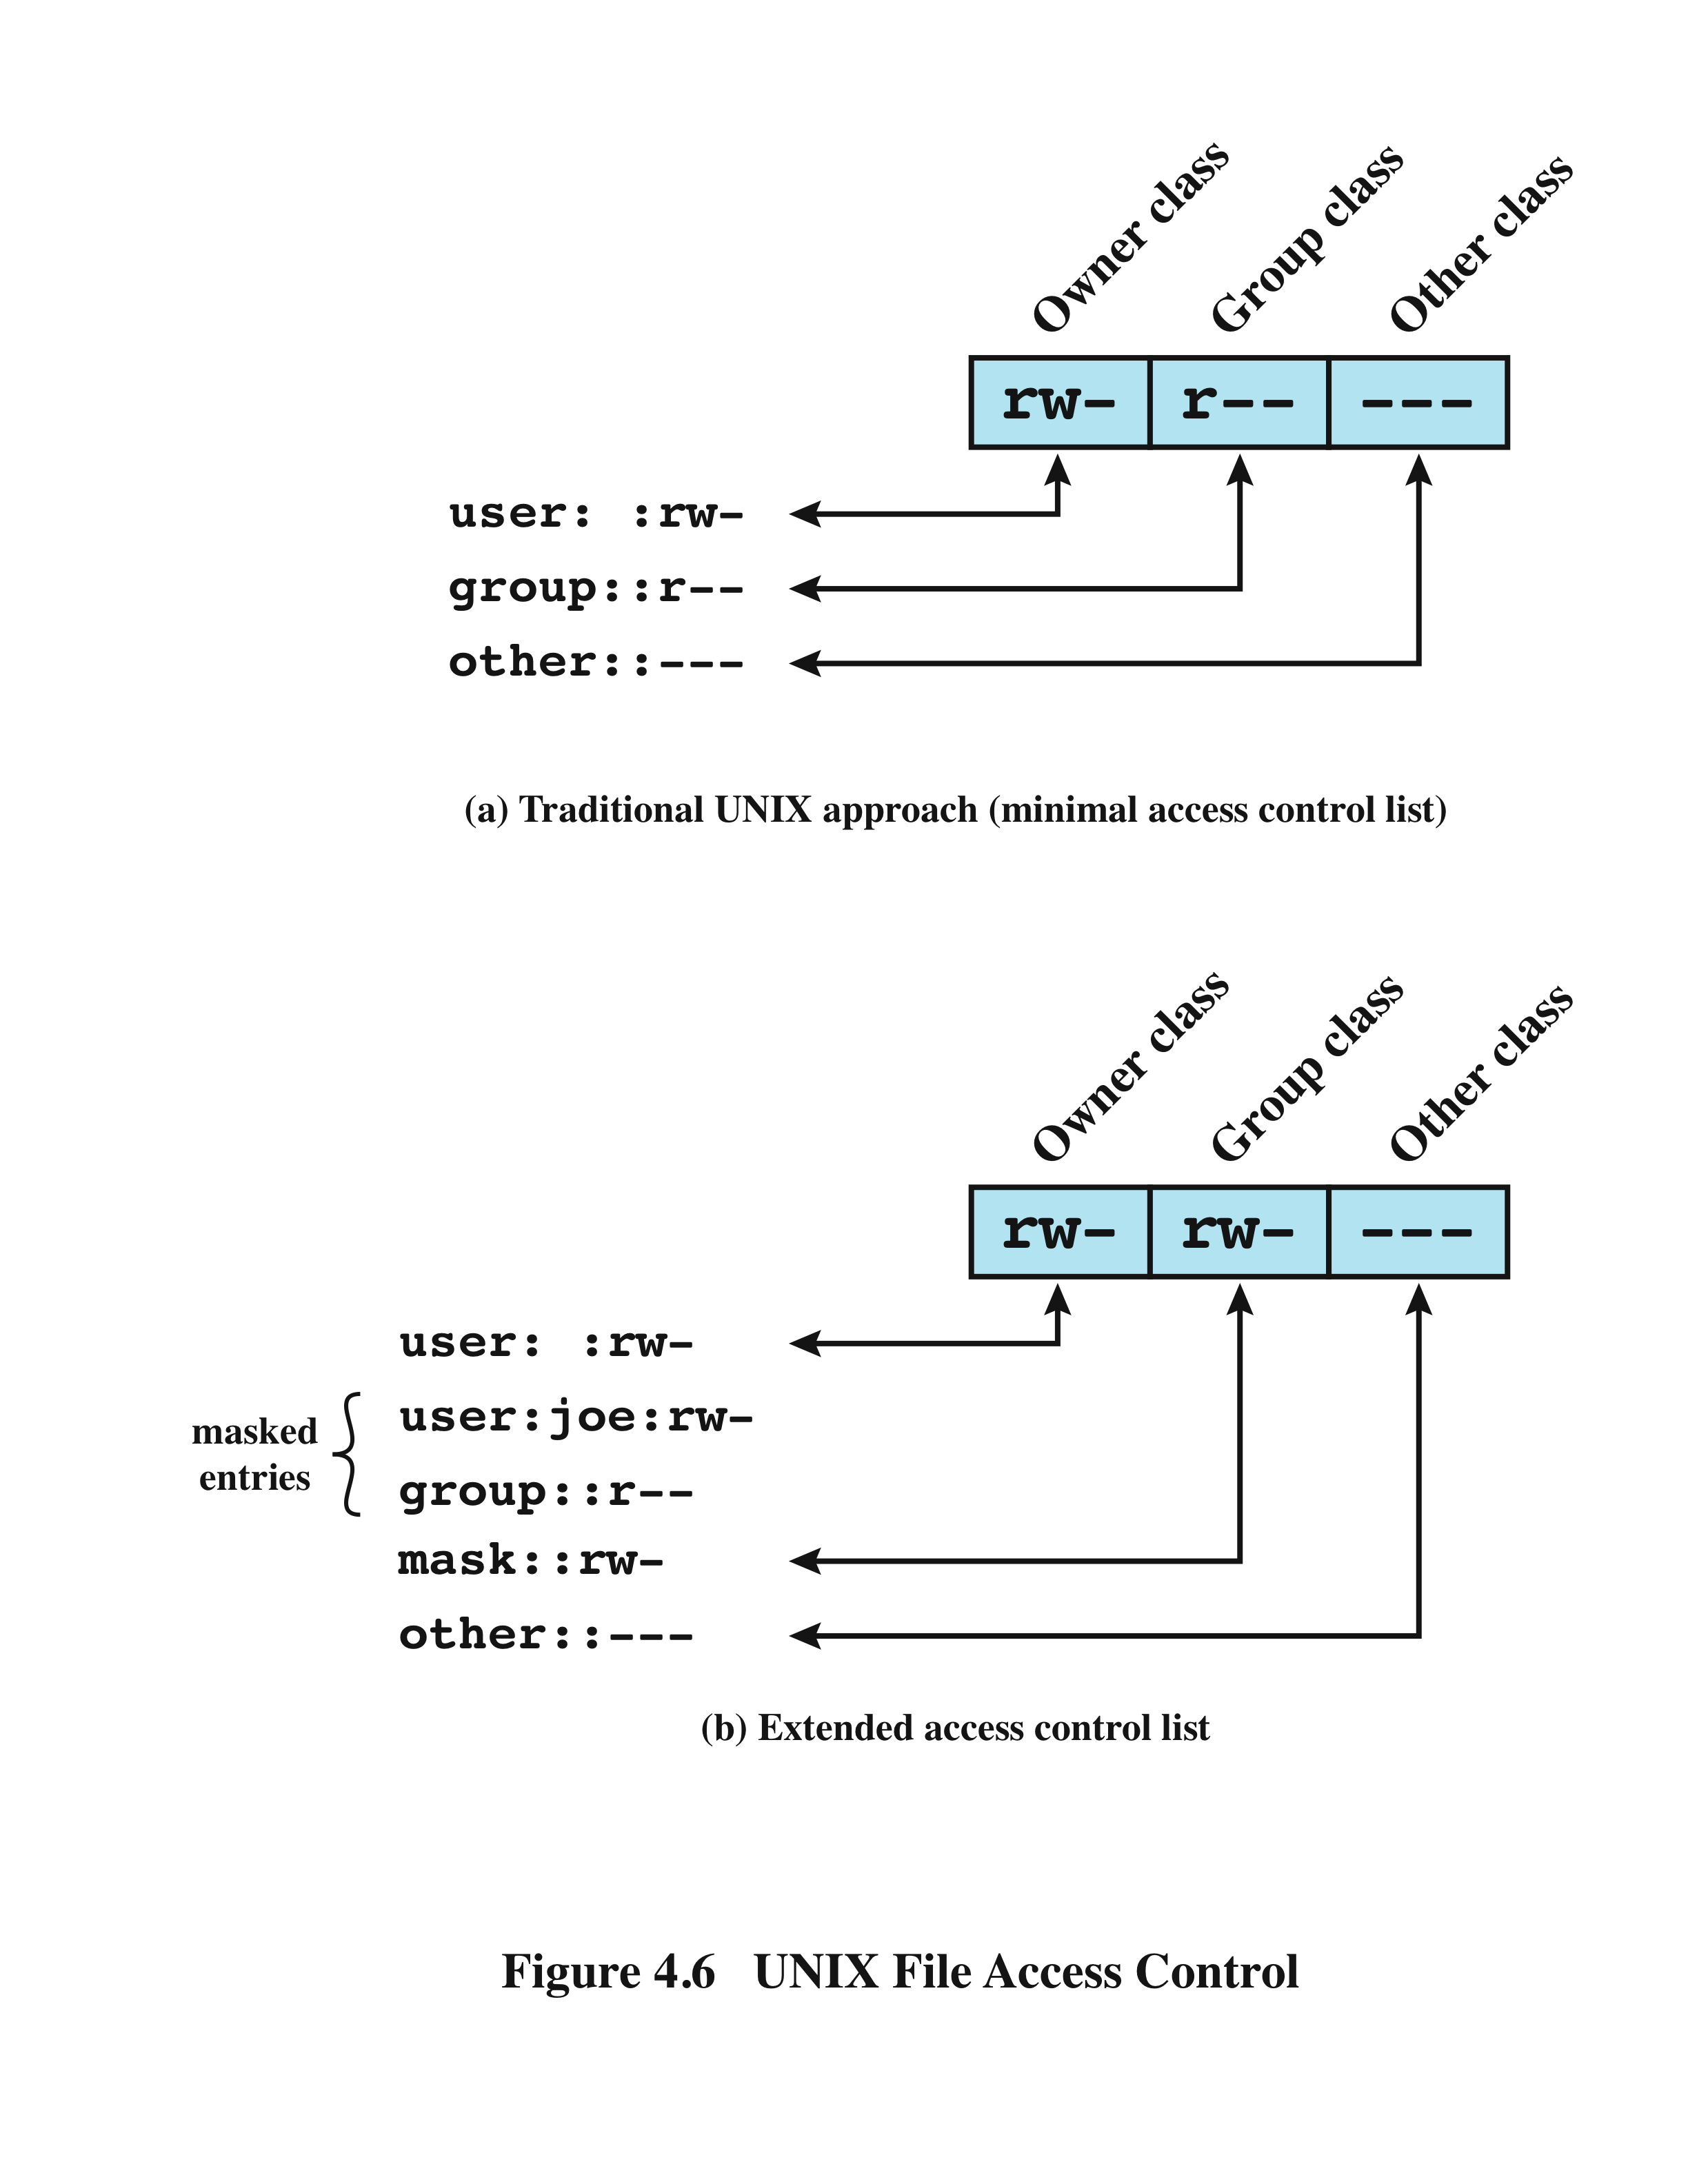 Owner class
Group class
Other class
rw- r-- ---
user: :rw-
group::r--
other::---
(a) Traditional UNIX approach (minimal access control list)
Owner class
Group class
Other class
rw- rw- ---
user: :rw-
masked
entries
user:joe:rw-
group::r--
mask::rw-
other::---
(b) Extended access control list
Figure 4.6 UNIX File Access Control